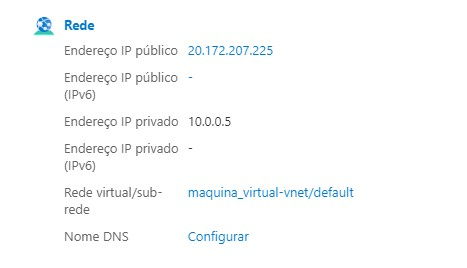 Rede
Endereço IP público 20.172.207.225
Endereço IP público -
(IPv6)
Endereço IP privado 10.0.0.5
Endereço IP privado -
(IPv6)
Rede virtual/sub- maquina_virtual-vnet/default
rede
Nome DNS Configurar